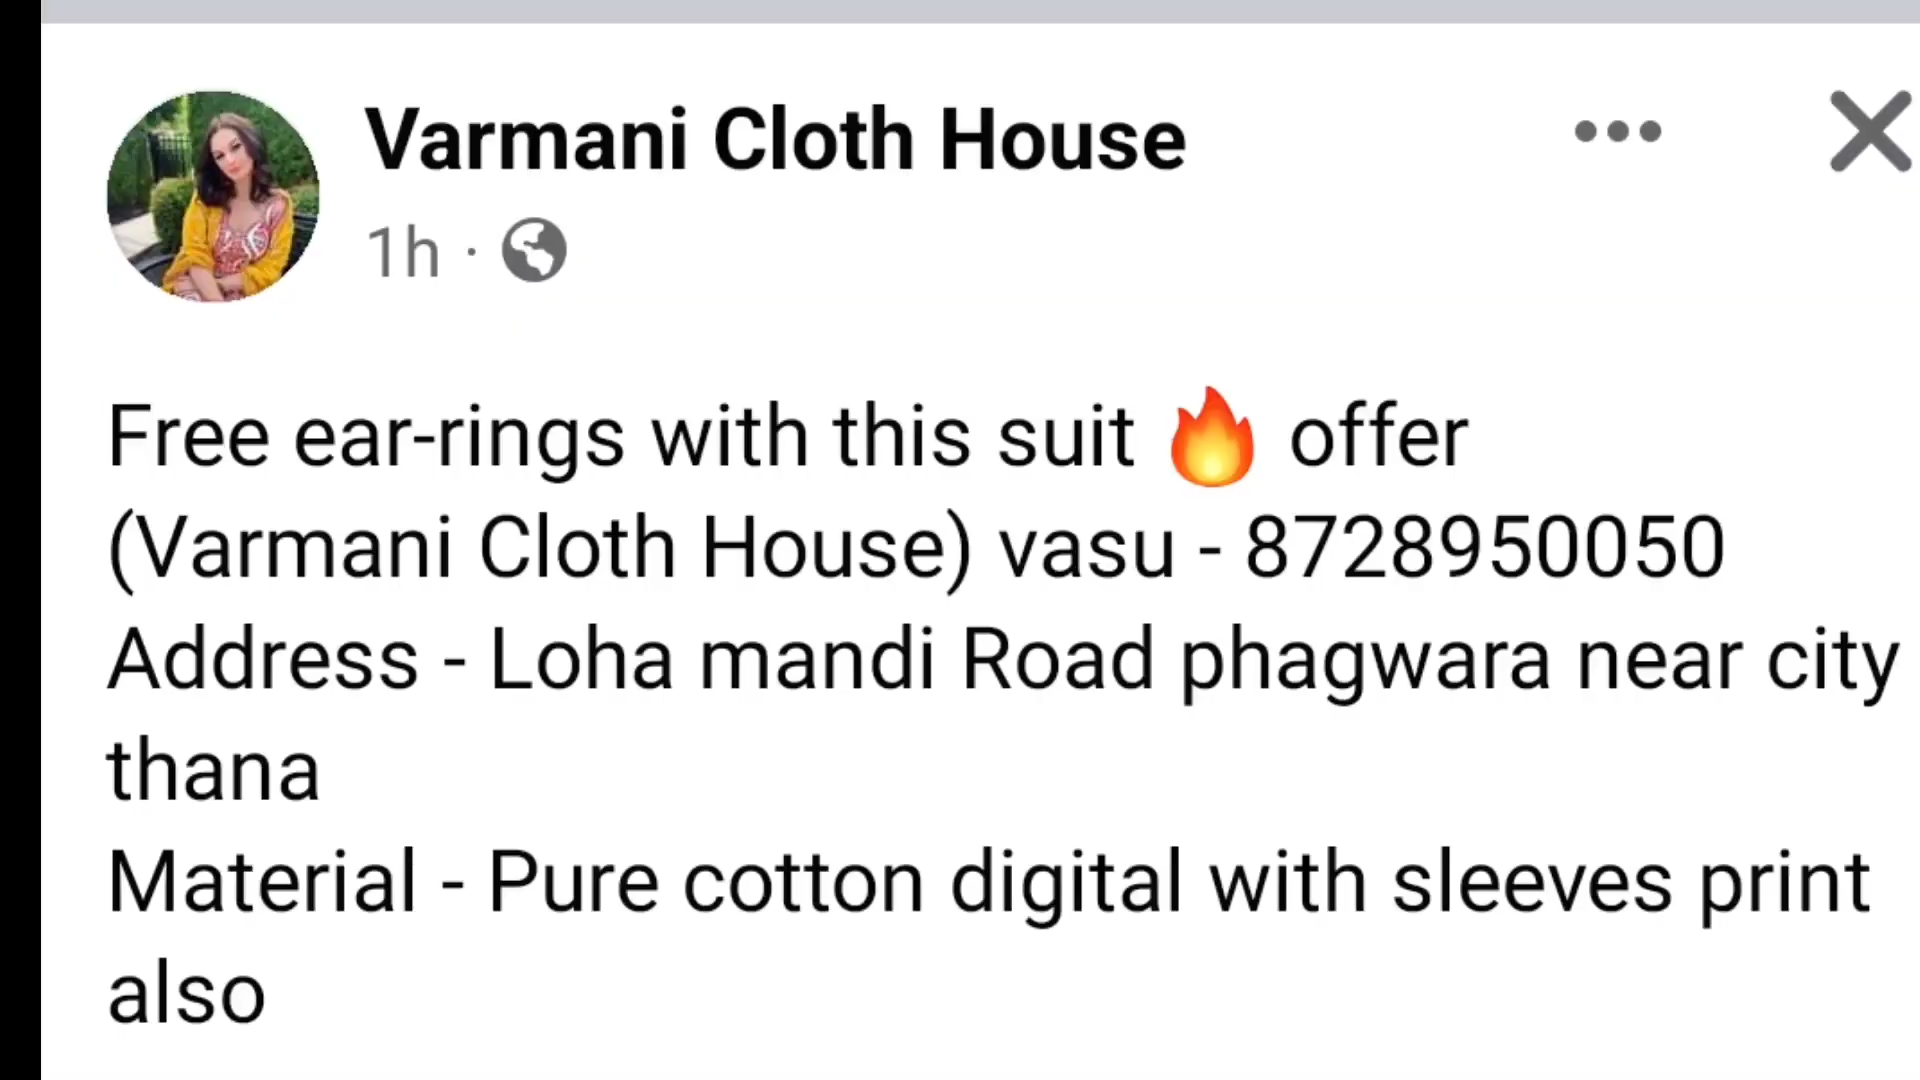 Varmani Cloth House
1h ·
Free ear-rings with this suit 🔥 offer
(Varmani Cloth House) vasu - 8728950050
Address - Loha mandi Road phagwara near city
thana
Material - Pure cotton digital with sleeves print
also